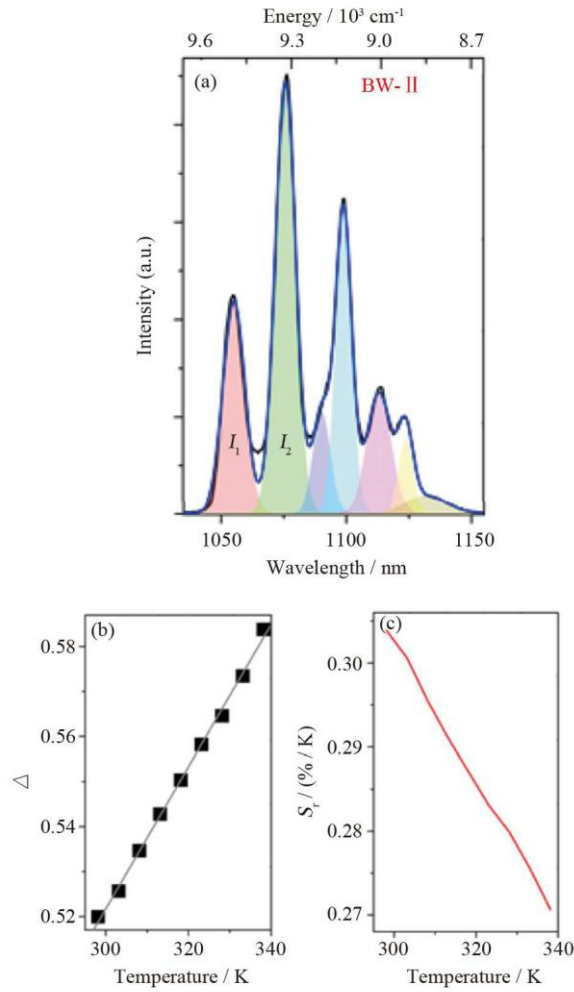 Energy / 10³ cm⁻¹
9.6 9.3 9.0 8.7
(a) BW-Ⅱ
Intensity (a.u.)
I₁ I₂
1050 1100 1150
Wavelength / nm
(b)
0.58
0.56
0.54
0.52
△
300 320 340
Temperature / K
(c)
0.30
0.29
0.28
0.27
Sᵣ / (% / K)
300 320 340
Temperature / K